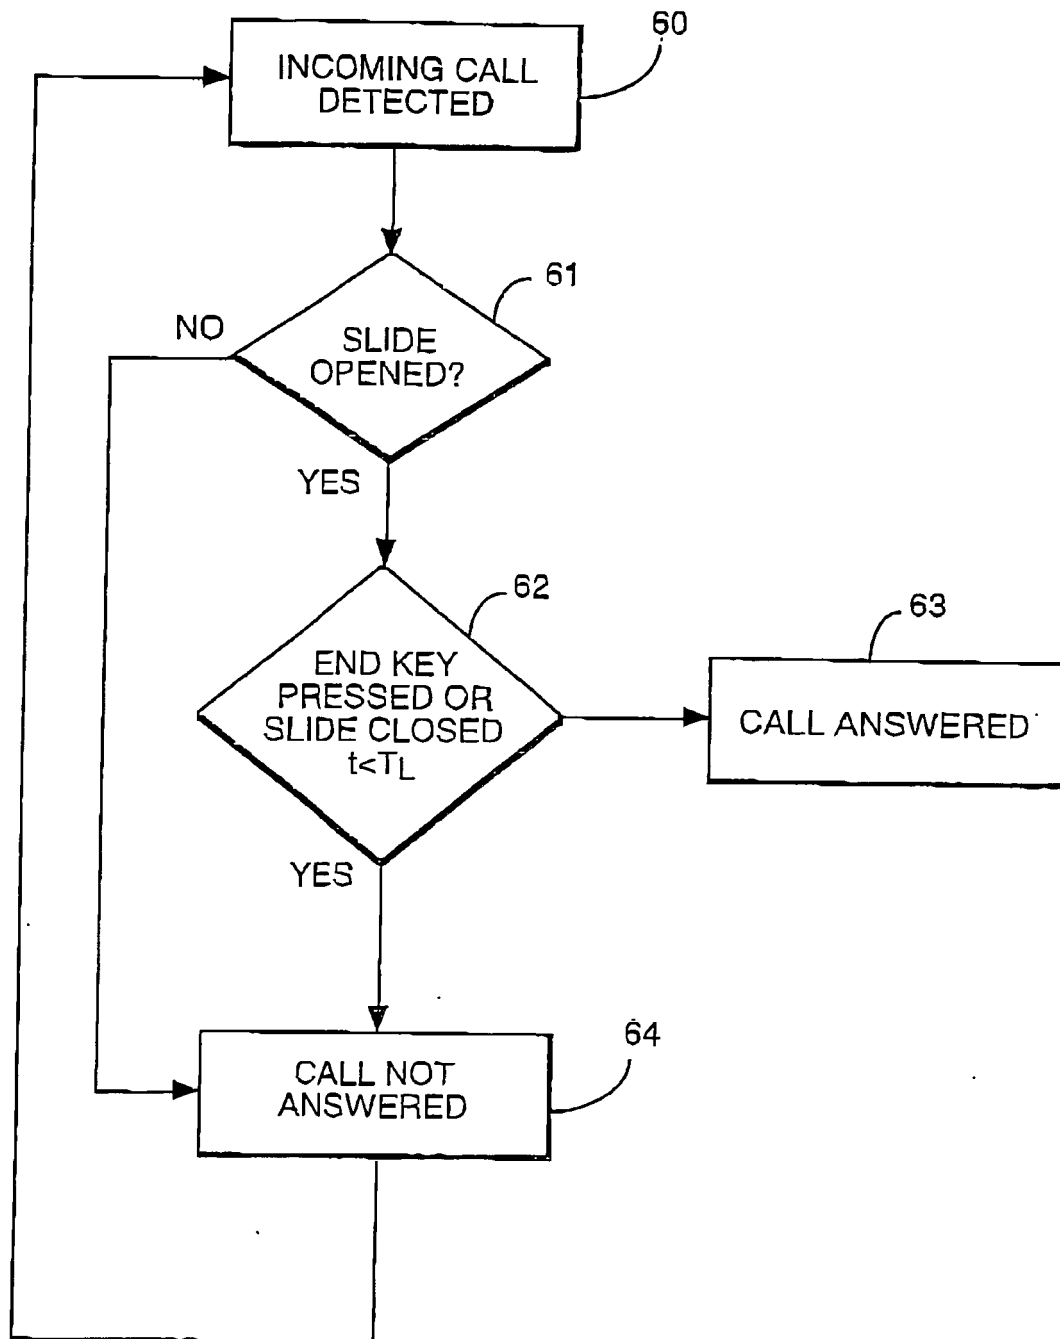 60
INCOMING CALL
DETECTED
61
NO
SLIDE
OPENED?
YES
62
END KEY
PRESSED OR
SLIDE CLOSED
t<TL
63
CALL ANSWERED
YES
64
CALL NOT
ANSWERED